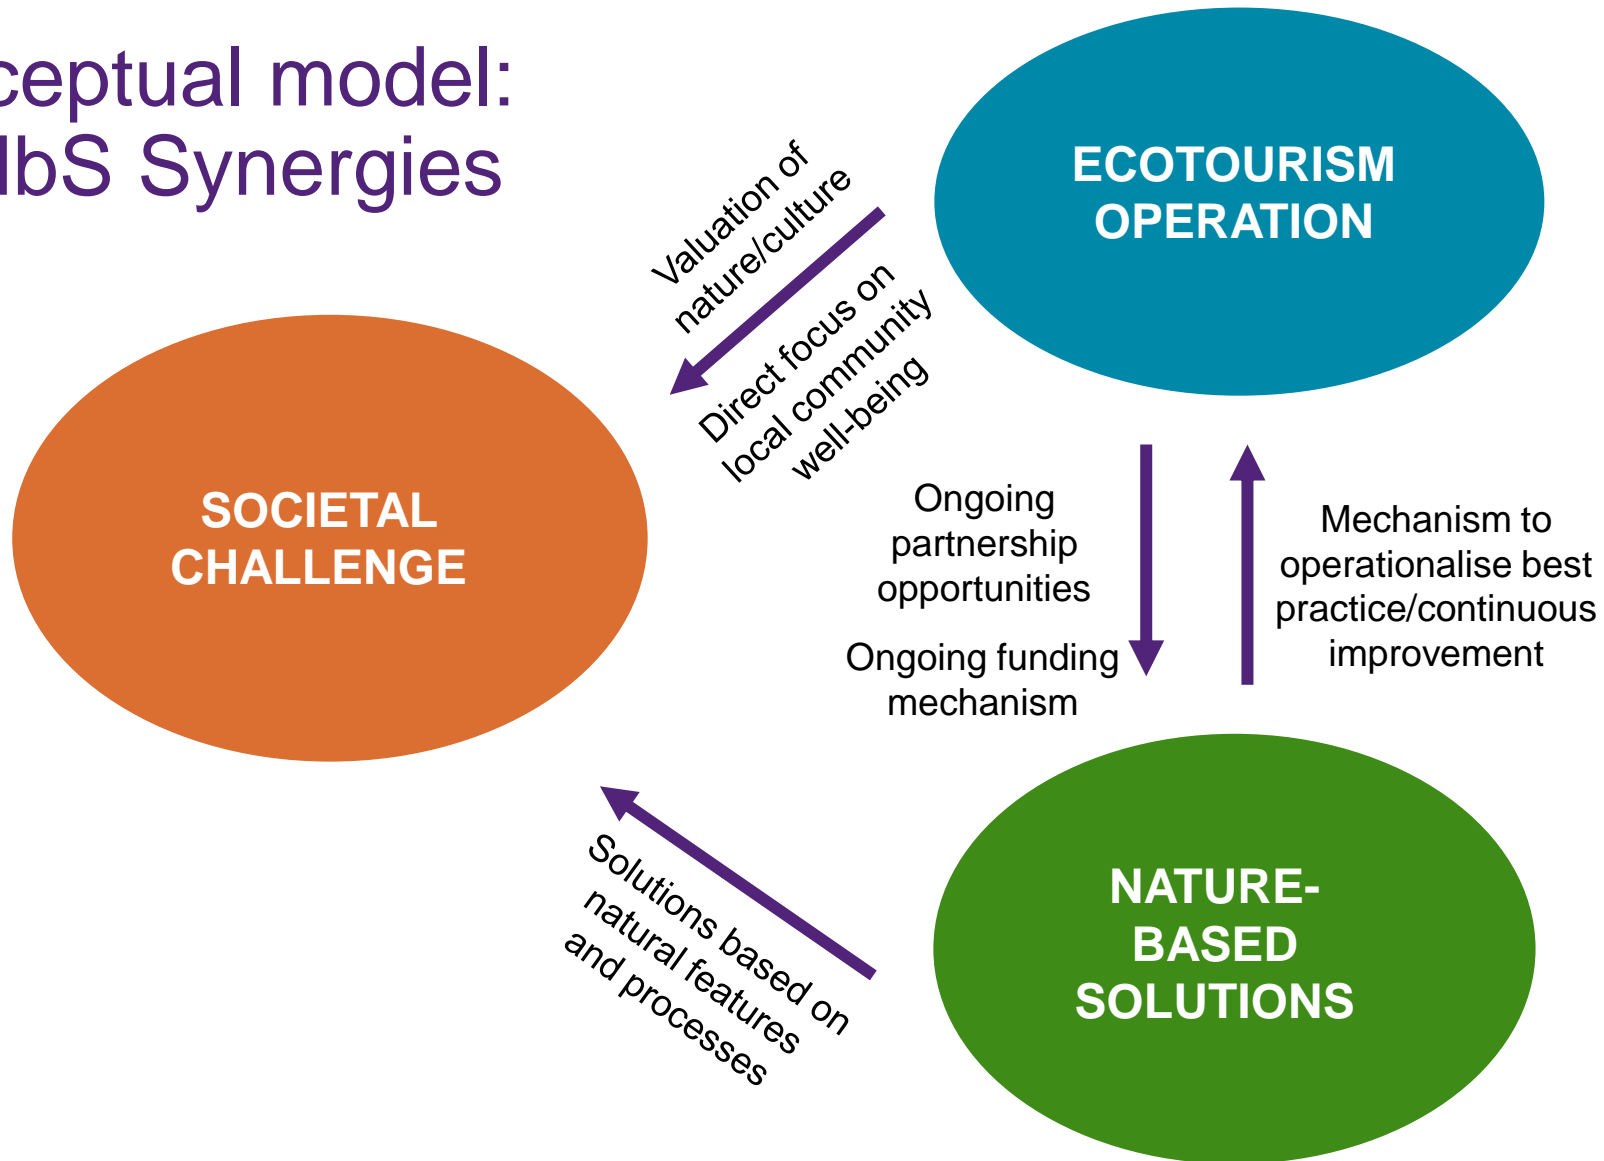 ceptual model:
bS Synergies
ECOTOURISM
OPERATION
Valuation of
nature/culture
Direct focus on
local community
well-being
SOCIETAL
CHALLENGE
Ongoing
partnership
opportunities
Ongoing funding
mechanism
Mechanism to
operationalise best
practice/continuous
improvement
Solutions based on
natural features
and processes
NATURE-
BASED
SOLUTIONS